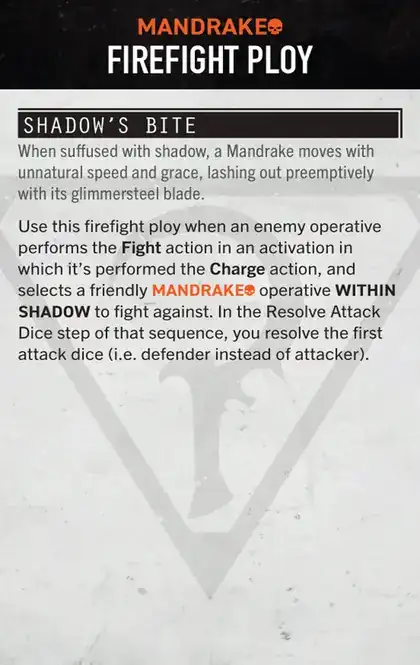 MANDRAKE
FIREFIGHT PLOY
SHADOW'S BITE
When suffused with shadow, a Mandrake moves with
unnatural speed and grace, lashing out preemptively
with its glimmersteel blade.
Use this firefight ploy when an enemy operative
performs the Fight action in an activation in
which it's performed the Charge action, and
selects a friendly MANDRAKE operative WITHIN
SHADOW to fight against. In the Resolve Attack
Dice step of that sequence, you resolve the first
attack dice (i.e. defender instead of attacker).